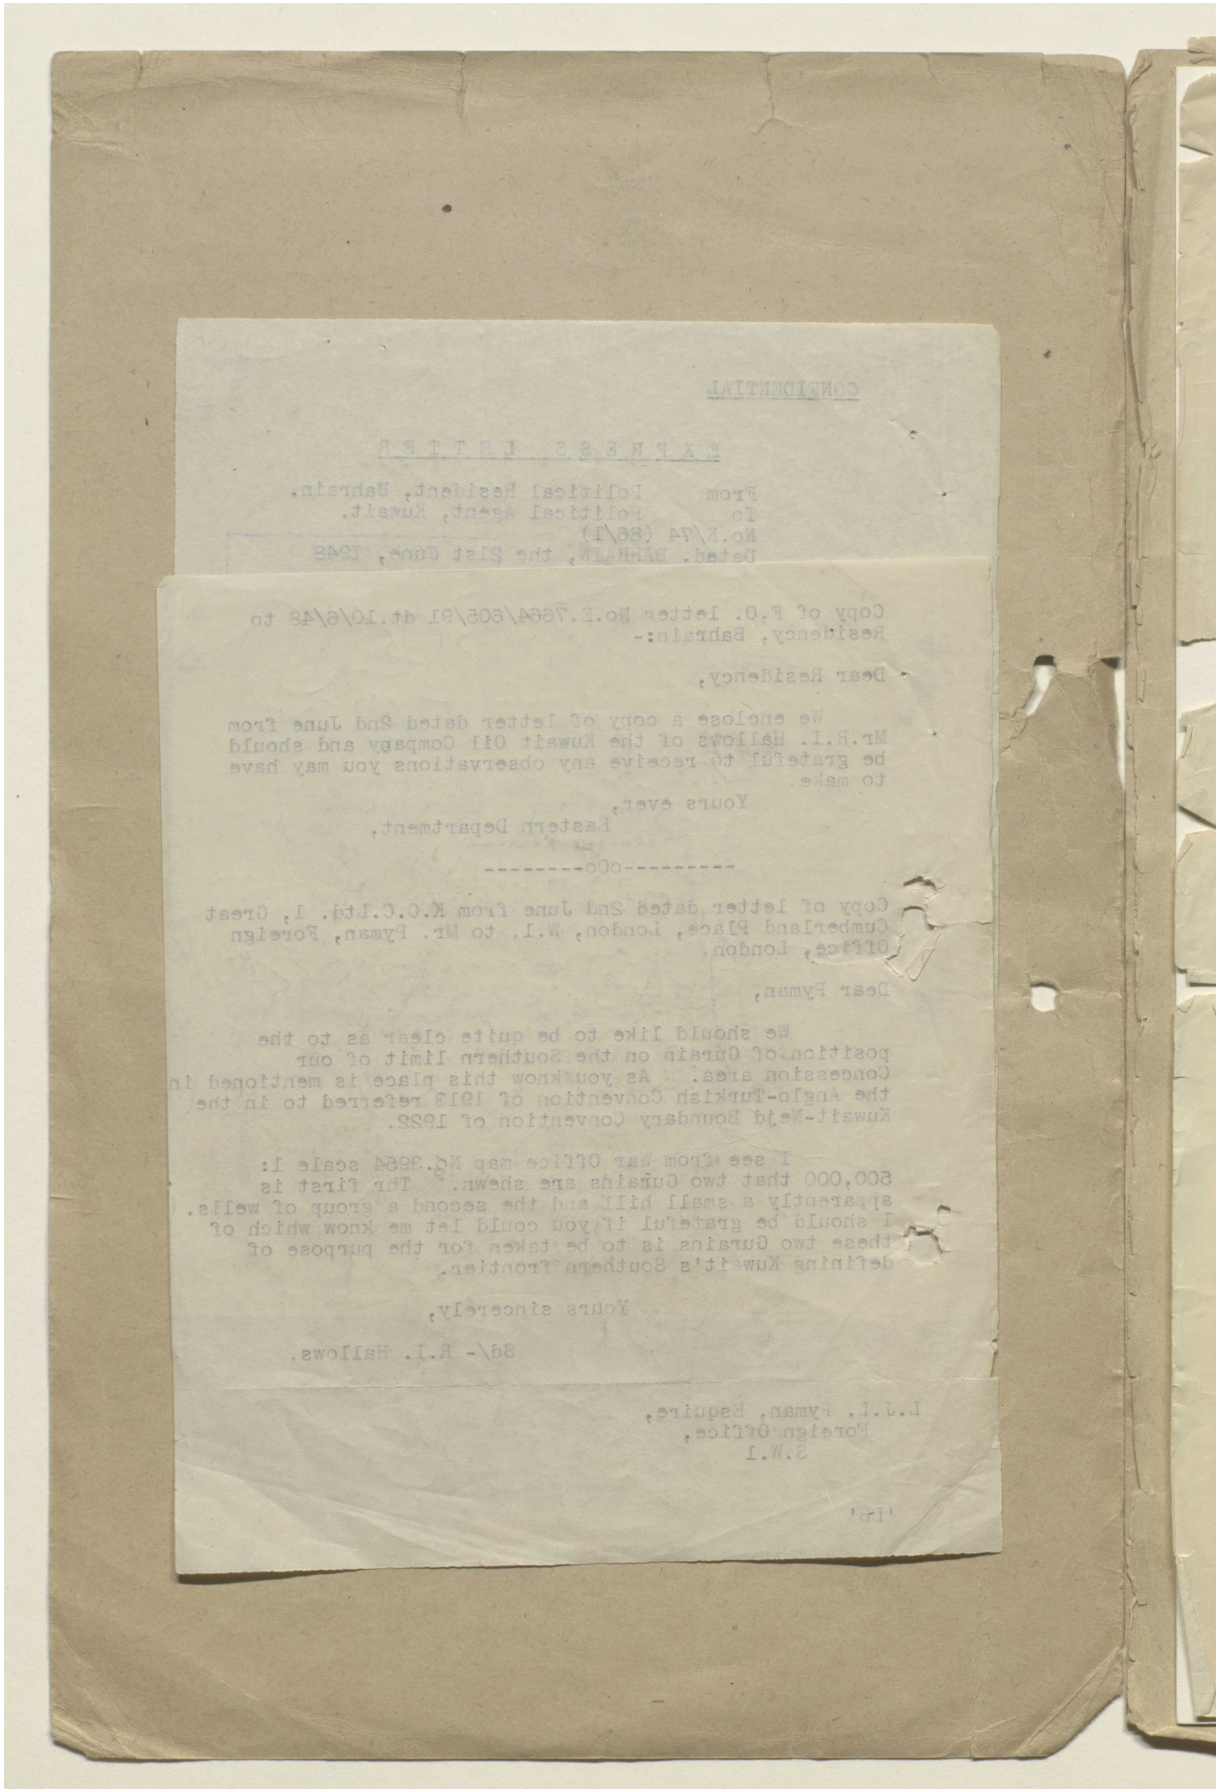 CONFIDENTIAL
EXPRESS LETTER
From Political Resident, Bahrain.
To Political Agent, Kuwait.
No.K/74 (86/1)
Dated. BAHRAIN, the 21st June, 1948
Copy of F.O. letter No.E.7664/605/91 dt.10/6/48 to
Residency, Bahrain:-
Dear Residency,
We enclose a copy of letter dated 2nd June from
Mr.R.I. Hallows of the Kuwait Oil Company and should
be grateful to receive any observations you may have
to make.
Yours ever,
Eastern Department,
---------oOo--------
Copy of letter dated 2nd June from K.O.C.Ltd. 1, Great
Cumberland Place, London, W.1. to Mr. Pyman, Foreign
Office, London.
Dear Pyman,
We should like to be quite clear as to the
position of Gurain on the Southern limit of our
Concession area. As you know this place is mentioned in
the Anglo-Turkish Convention of 1913 referred to in the
Kuwait-Nejd Boundary Convention of 1922.
I see from War Office map No.3954 scale 1:
500,000 that two Gurains are shewn. Thr first is
apparently a small hill and the second a group of wells.
I should be grateful if you could let me know which of
these two Gurains is to be taken for the purpose of
defining Kuwait's Southern frontier.
Yours sincerely,
Sd/- R.I. Hallows.
L.J.L. Pyman, Esquire,
Foreign Office,
S.W.1
'LB'